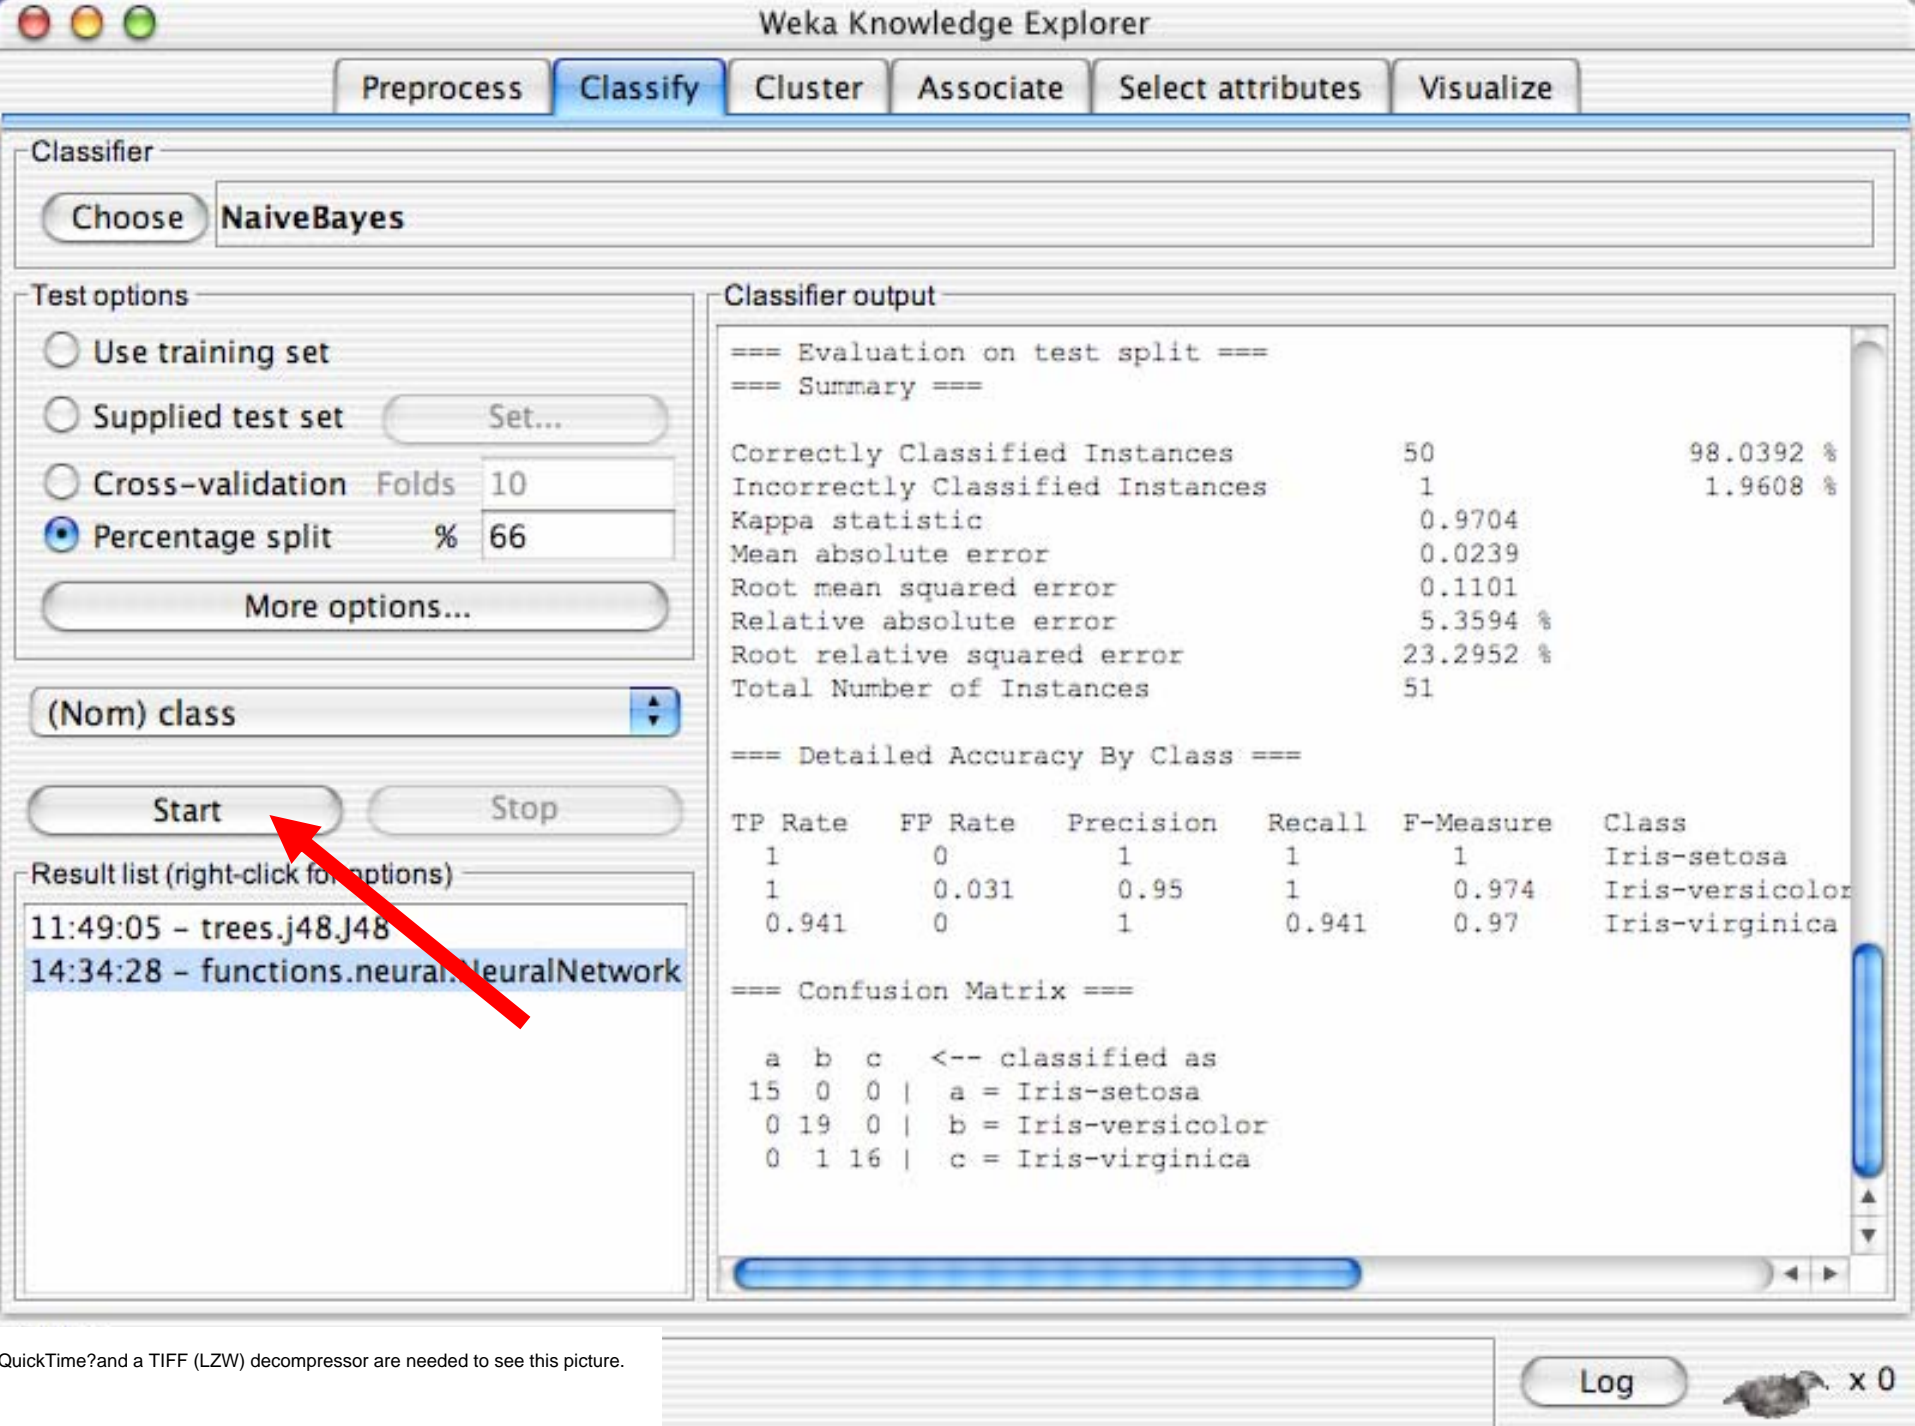 Weka Knowledge Explorer
Preprocess Classify Cluster Associate Select attributes Visualize
Classifier
Choose NaiveBayes
Test options
Use training set
Supplied test set Set...
Cross-validation Folds 10
Percentage split % 66
More options...
(Nom) class
Start Stop
Result list (right-click for options)
11:49:05 - trees.j48.J48
14:34:28 - functions.neural.NeuralNetwork
Classifier output
=== Evaluation on test split ===
=== Summary ===
Correctly Classified Instances 50 98.0392 %
Incorrectly Classified Instances 1 1.9608 %
Kappa statistic 0.9704
Mean absolute error 0.0239
Root mean squared error 0.1101
Relative absolute error 5.3594 %
Root relative squared error 23.2952 %
Total Number of Instances 51
=== Detailed Accuracy By Class ===
TP Rate FP Rate Precision Recall F-Measure Class
1 0 1 1 1 Iris-setosa
1 0.031 0.95 1 0.974 Iris-versicolor
0.941 0 1 0.941 0.97 Iris-virginica
=== Confusion Matrix ===
a b c <-- classified as
15 0 0 | a = Iris-setosa
0 19 0 | b = Iris-versicolor
0 1 16 | c = Iris-virginica
QuickTime?and a TIFF (LZW) decompressor are needed to see this picture.
Log x 0